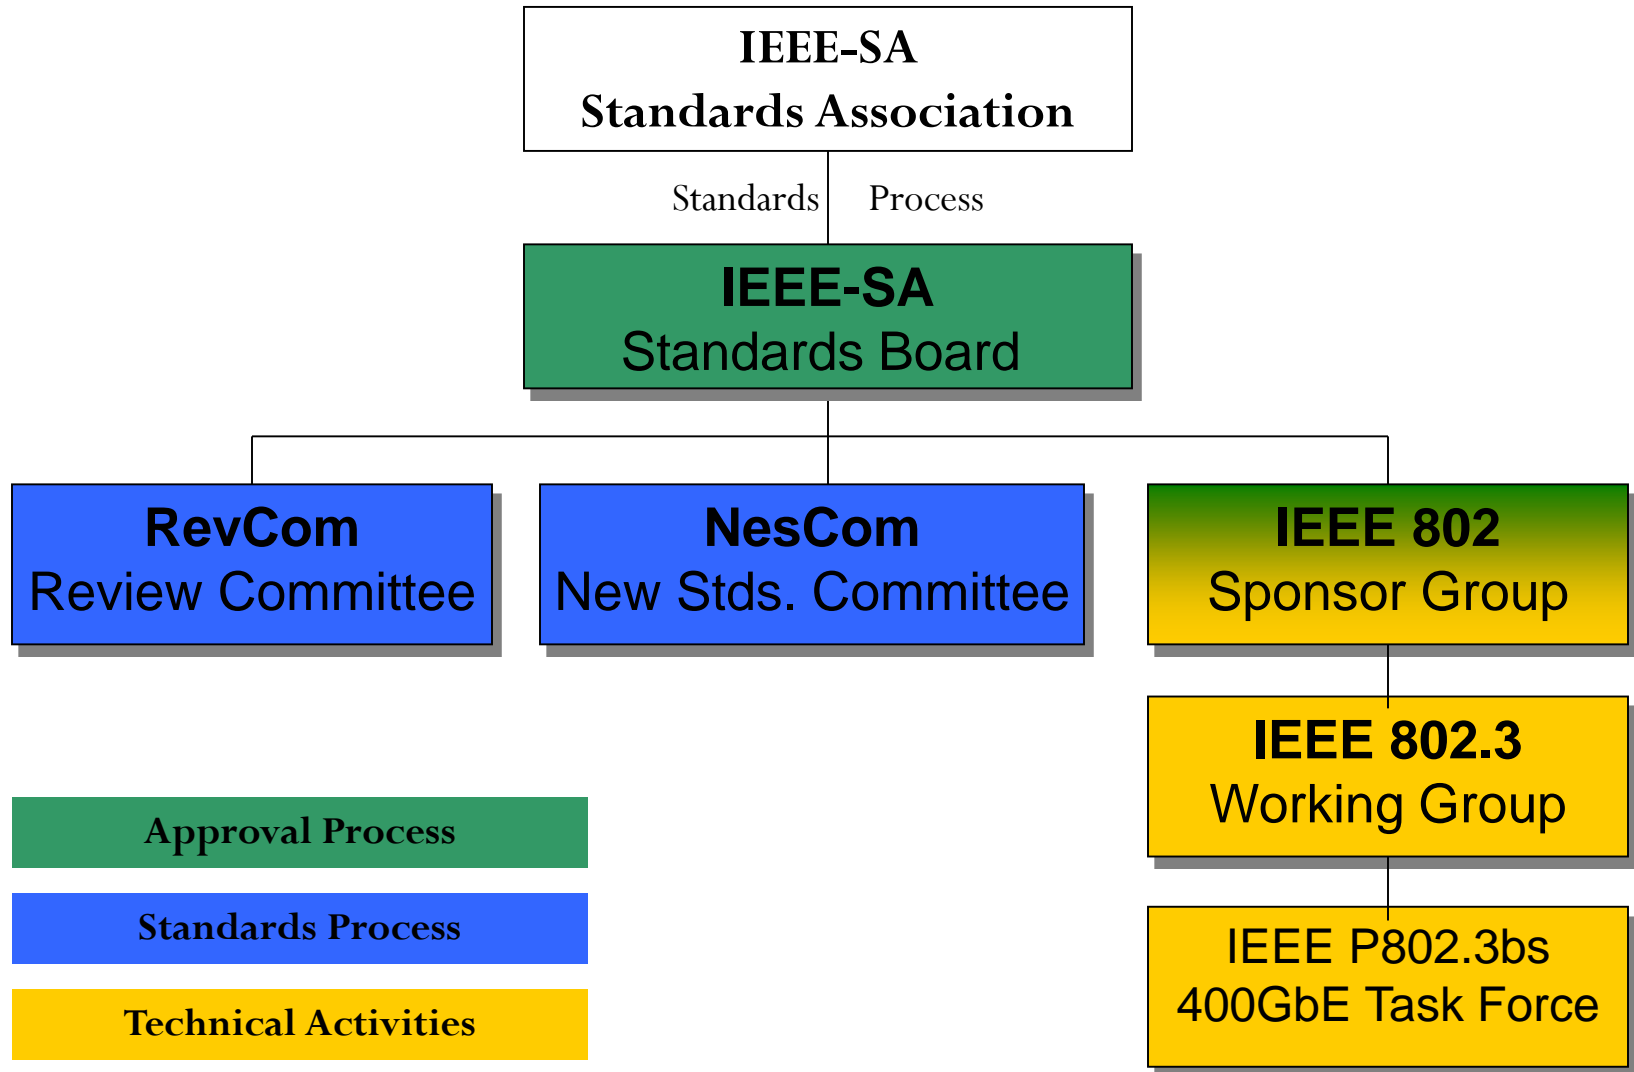 IEEE-SA
Standards Association
Standards Process
IEEE-SA
Standards Board
RevCom
Review Committee
NesCom
New Stds. Committee
IEEE 802
Sponsor Group
IEEE 802.3
Working Group
IEEE P802.3bs
400GbE Task Force
Approval Process
Standards Process
Technical Activities